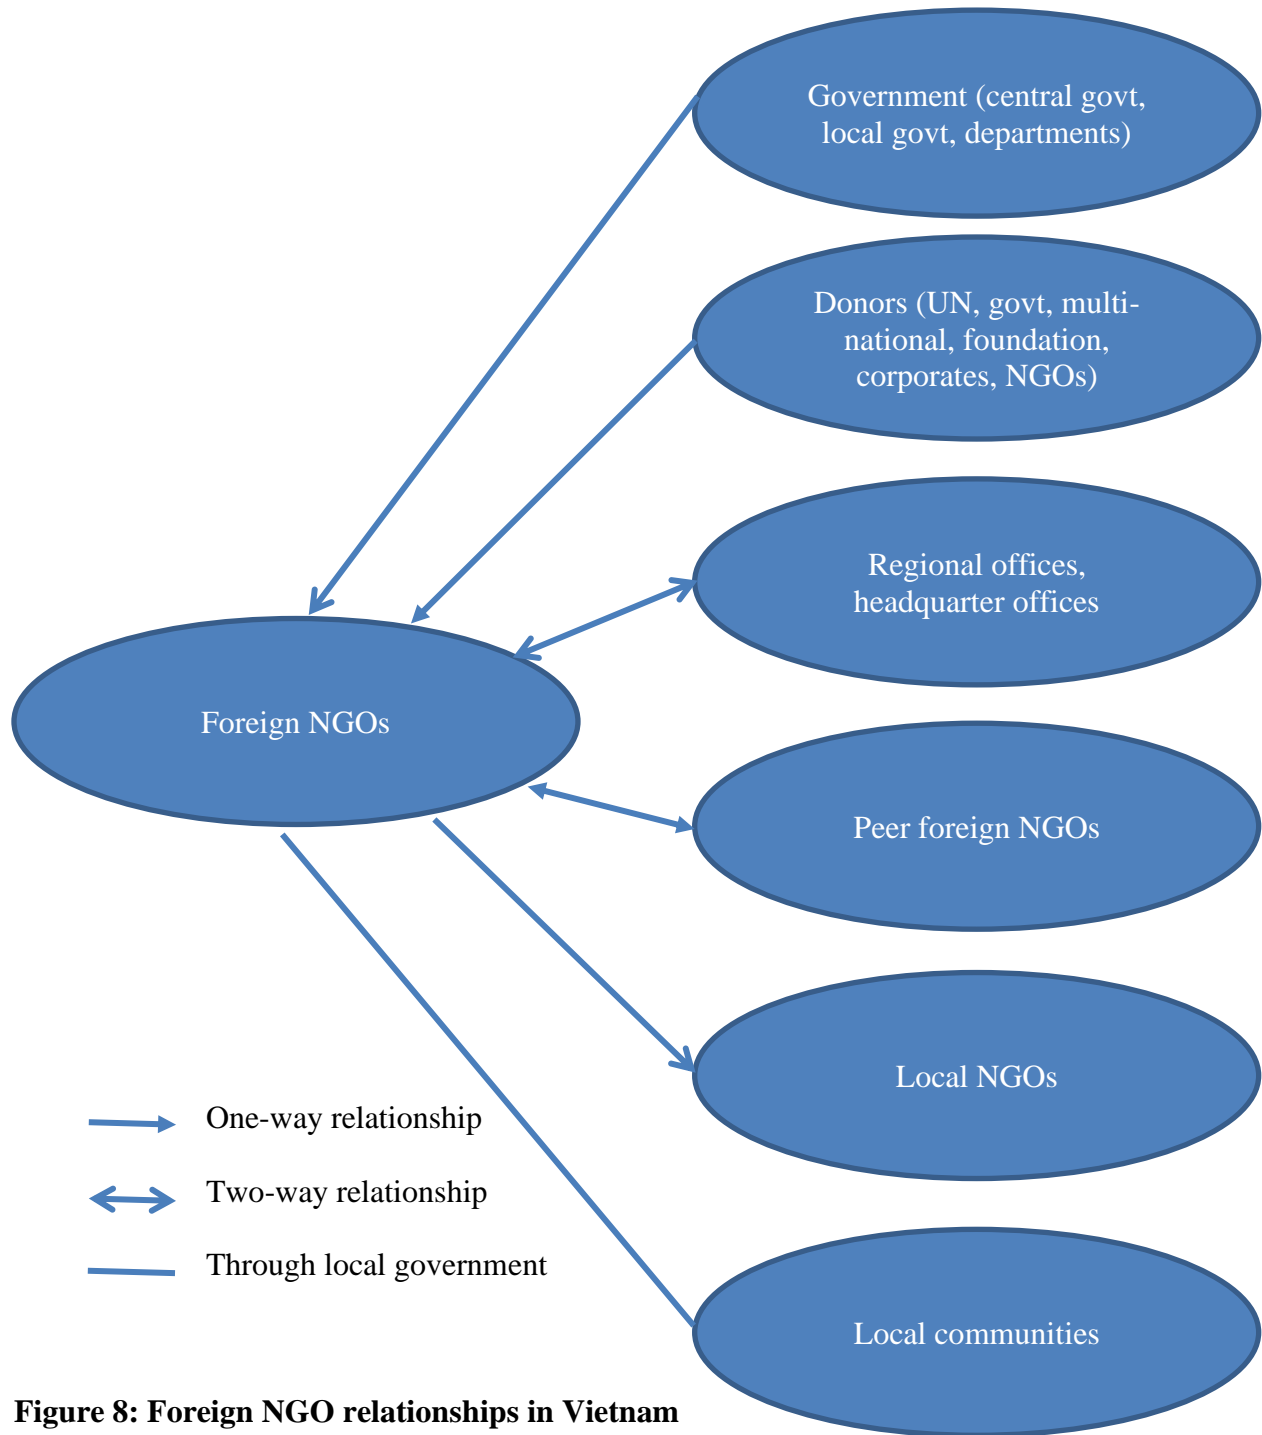 Government (central govt,
local govt, departments)
Donors (UN, govt, multi-
national, foundation,
corporates, NGOs)
Regional offices,
headquarter offices
Foreign NGOs
Peer foreign NGOs
Local NGOs
One-way relationship
Two-way relationship
Through local government
Local communities
Figure 8: Foreign NGO relationships in Vietnam